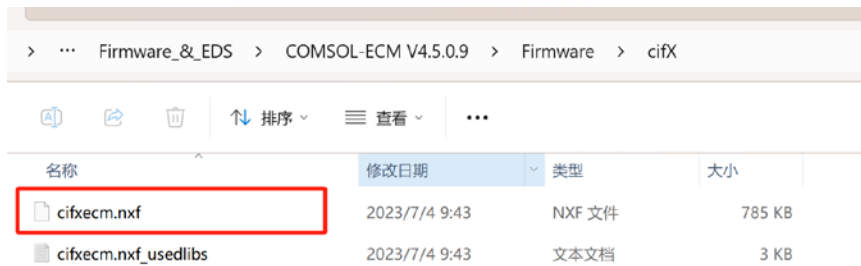 > ··· Firmware_&_EDS > COMSOL-ECM V4.5.0.9 > Firmware > cifX
排序 查看 ···
名称 修改日期 类型 大小
cifxecm.nxf 2023/7/4 9:43 NXF 文件 785 KB
cifxecm.nxf_usedlibs 2023/7/4 9:43 文本文档 3 KB